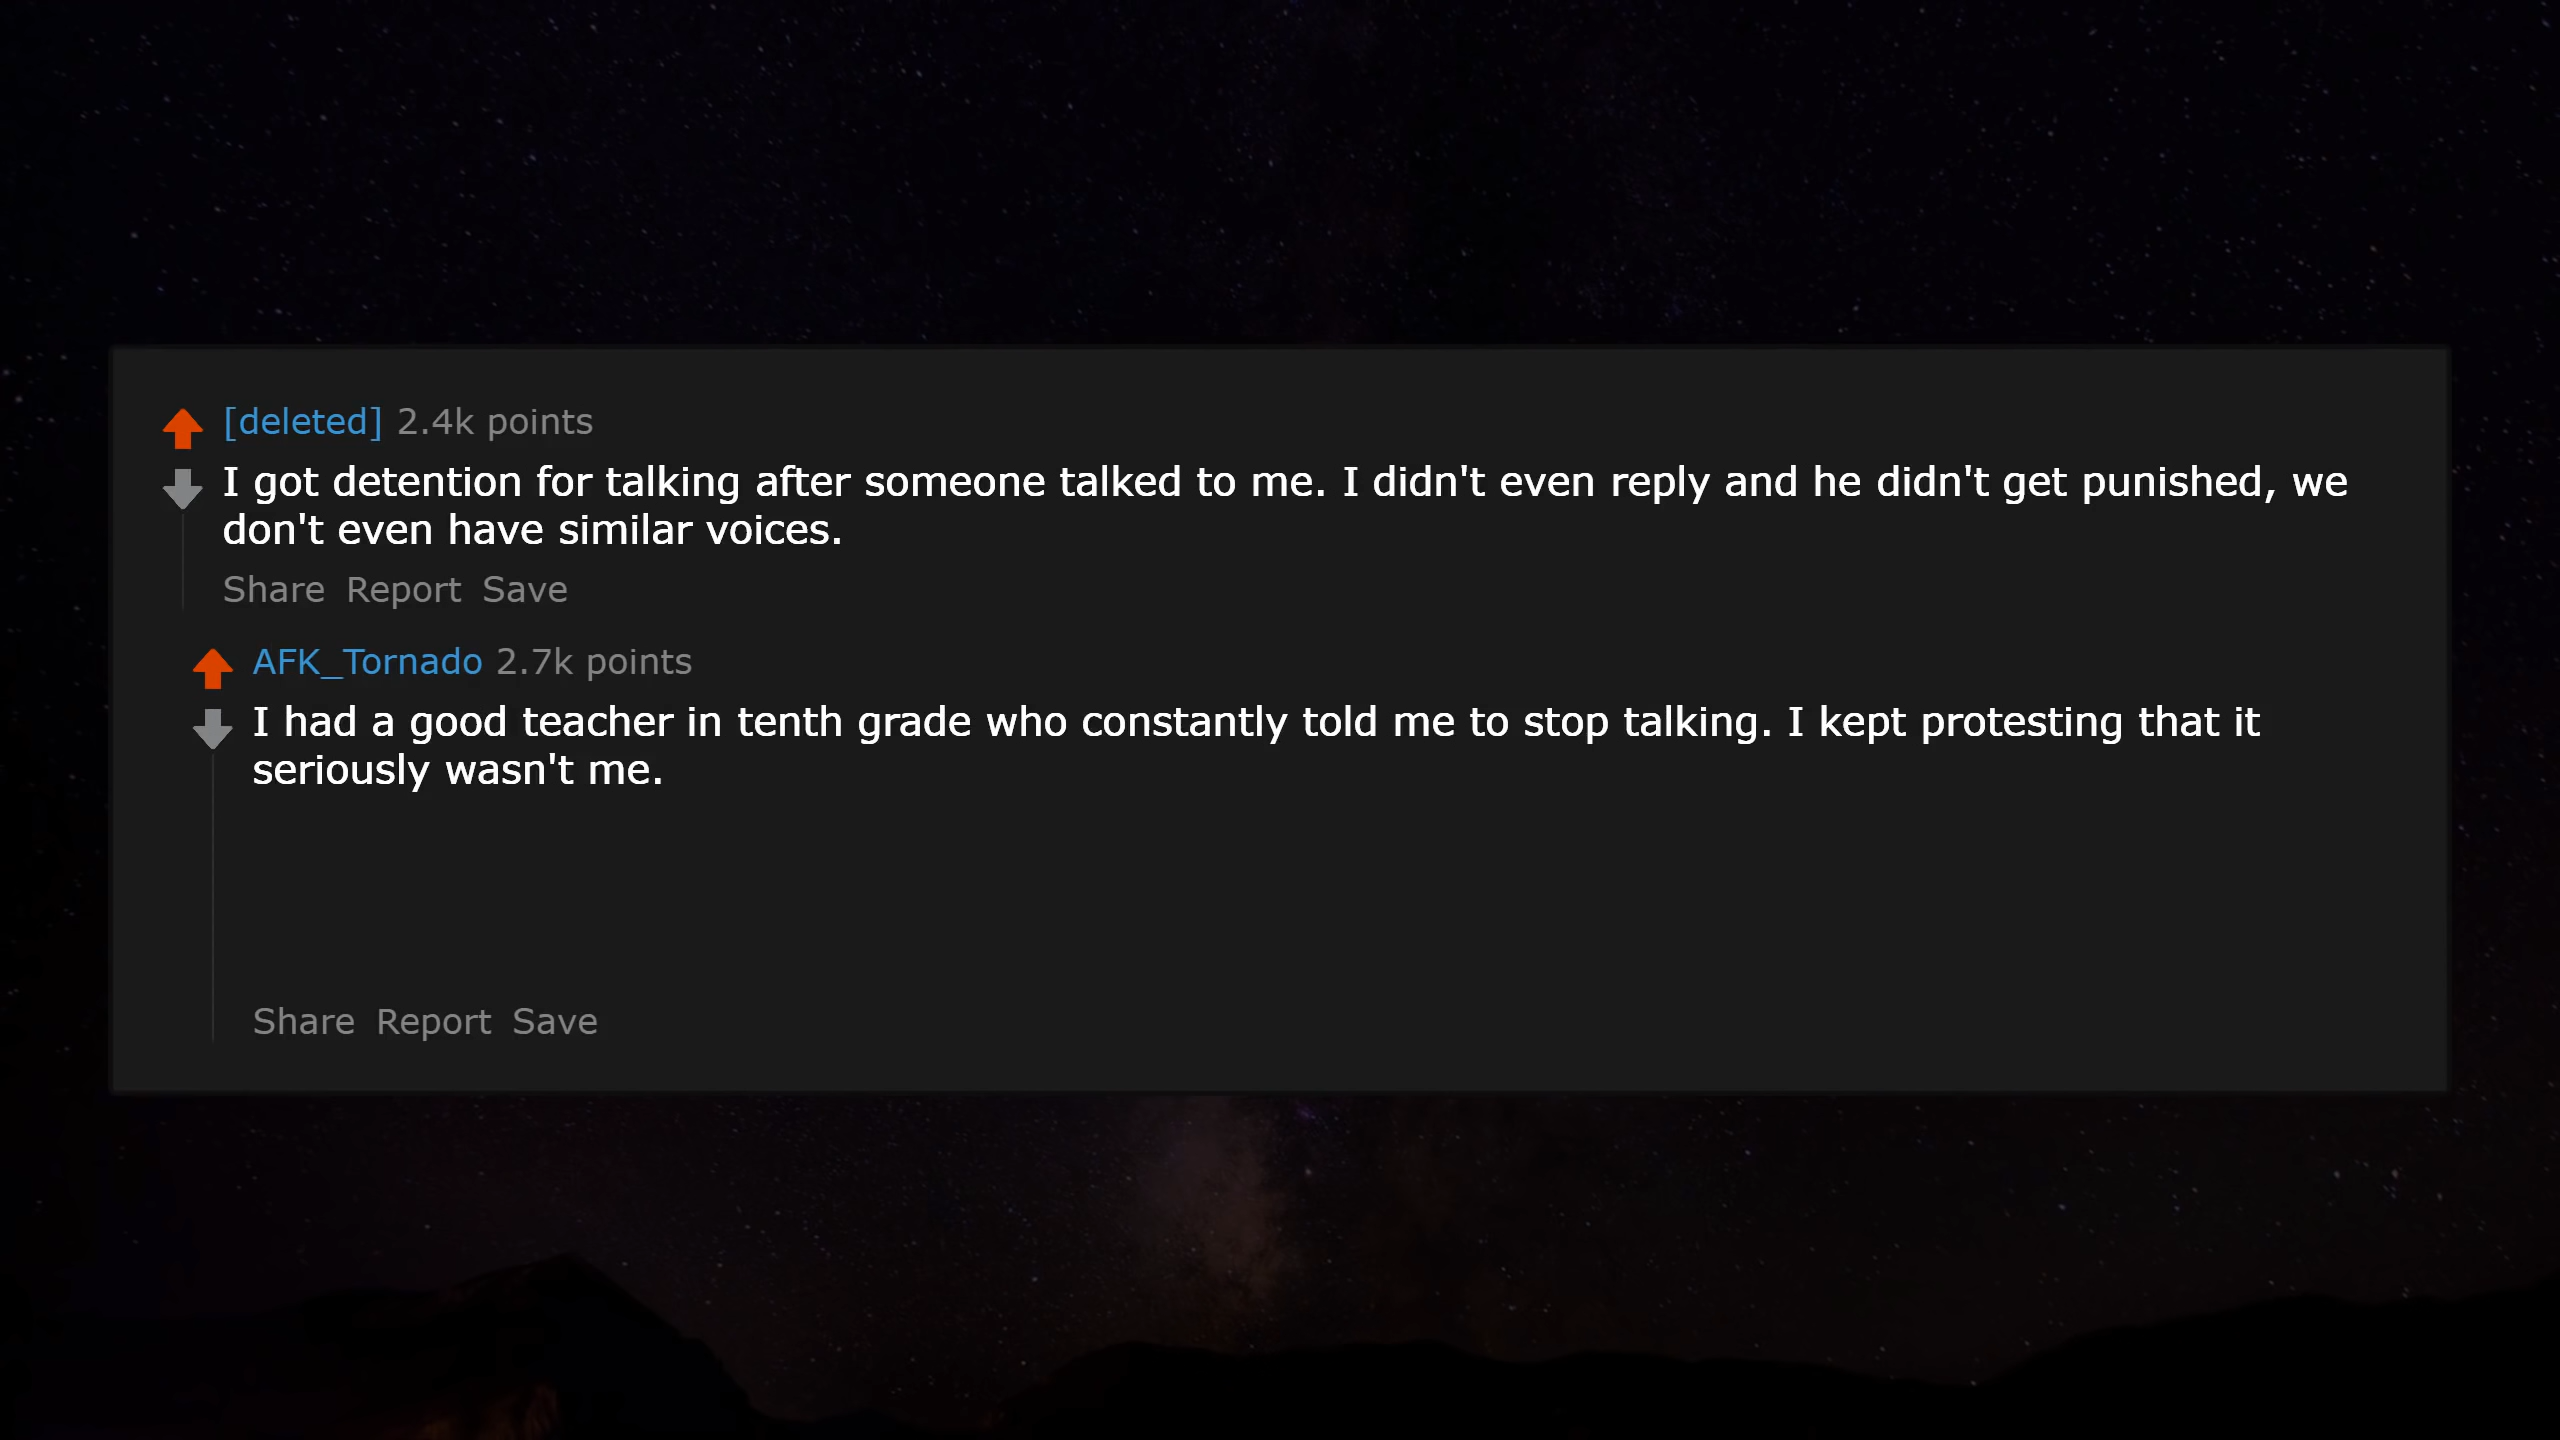 [deleted] 2.4k points
I got detention for talking after someone talked to me. I didn't even reply and he didn't get punished, we
don't even have similar voices.
Share Report Save
AFK_Tornado 2.7k points
I had a good teacher in tenth grade who constantly told me to stop talking. I kept protesting that it
seriously wasn't me.
Share Report Save